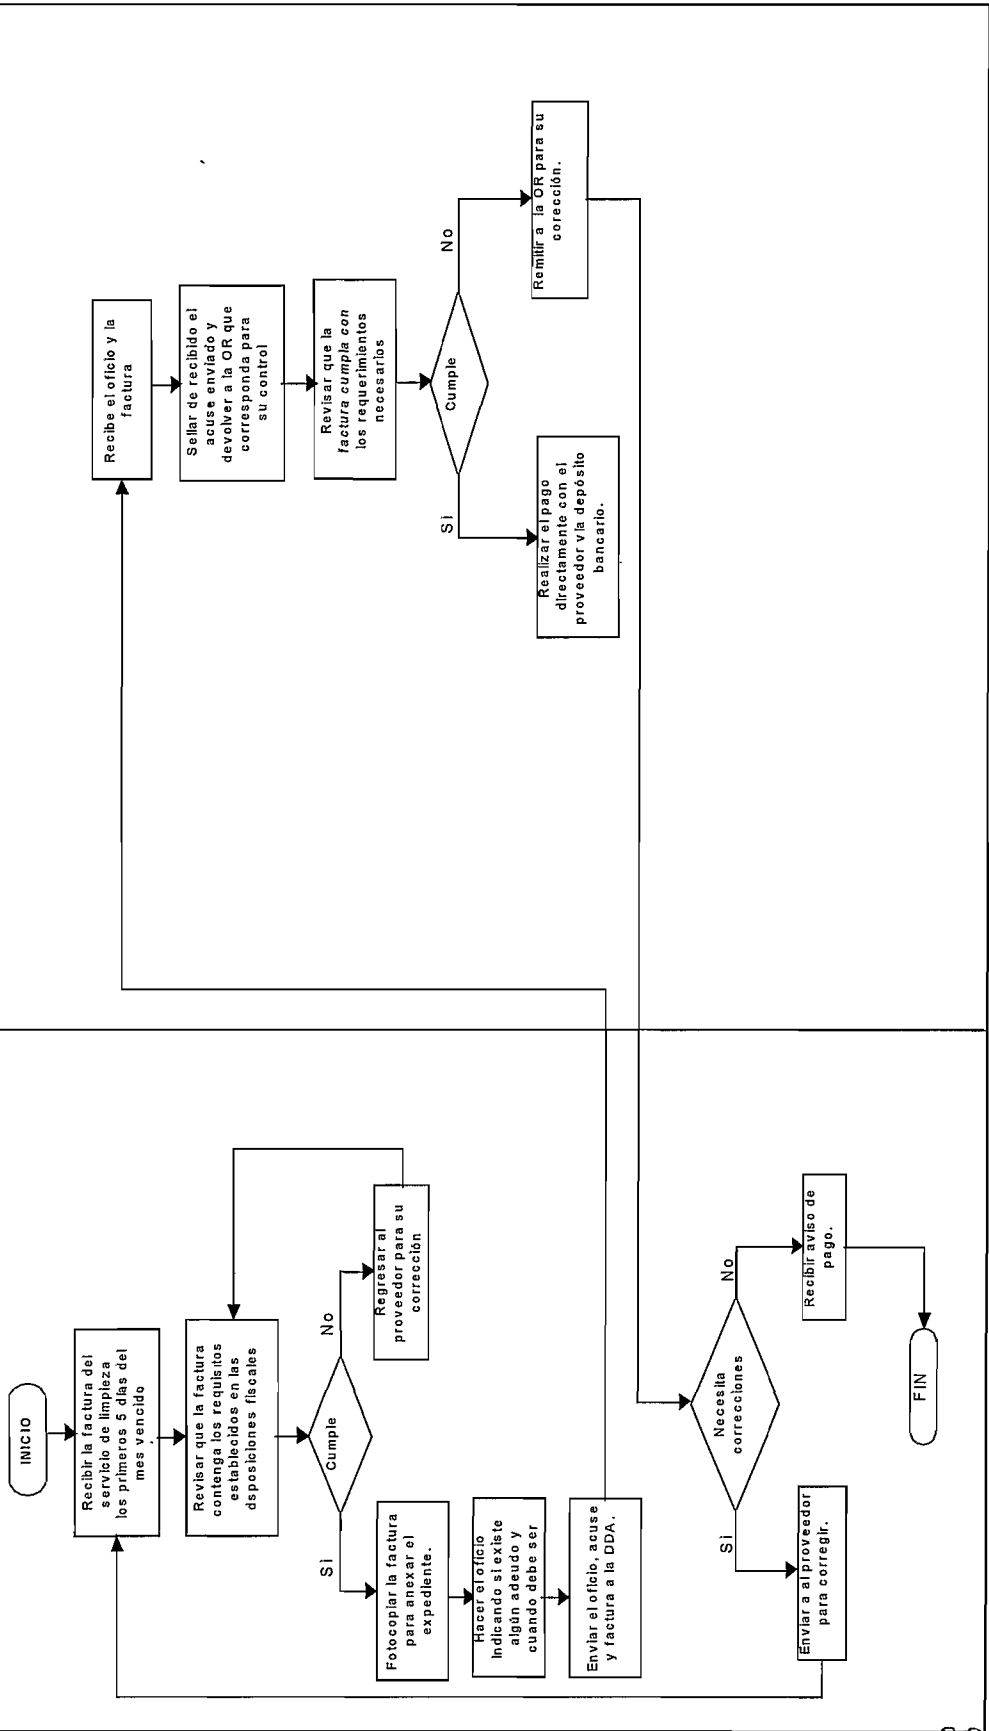 INICIO
Recibir la factura del
servicio de limpieza
los primeros 5 días del
mes vencido
Revisar que la factura
contenga los requisitos
establecidos en las
dsposiciones fiscales
Cumple
Sì
No
Regresar al
proveedor para su
corrección
Fotocopiar la factura
para anexar el
expediente.
Hacer el oficio
Indicando si existe
algún adeudo y
cuando debe ser
Enviar el oficio, acuse
y factura a la DDA.
Recibe el oficio y la
factura
Sellar de recibido el
acuse enviado y
devolver a la OR que
corresponda para
su control
Revisar que la
factura cumpla con
los requerimientos
necesarios
Cumple
Sì
No
Realizar el pago
directamente con el
proveedor vía depósito
bancario.
Remitir a la OR para su
corección.
Necesita
correcciones
Sì
No
Enviar a al proveedor
para corregir.
Recibir aviso de
pago.
FIN